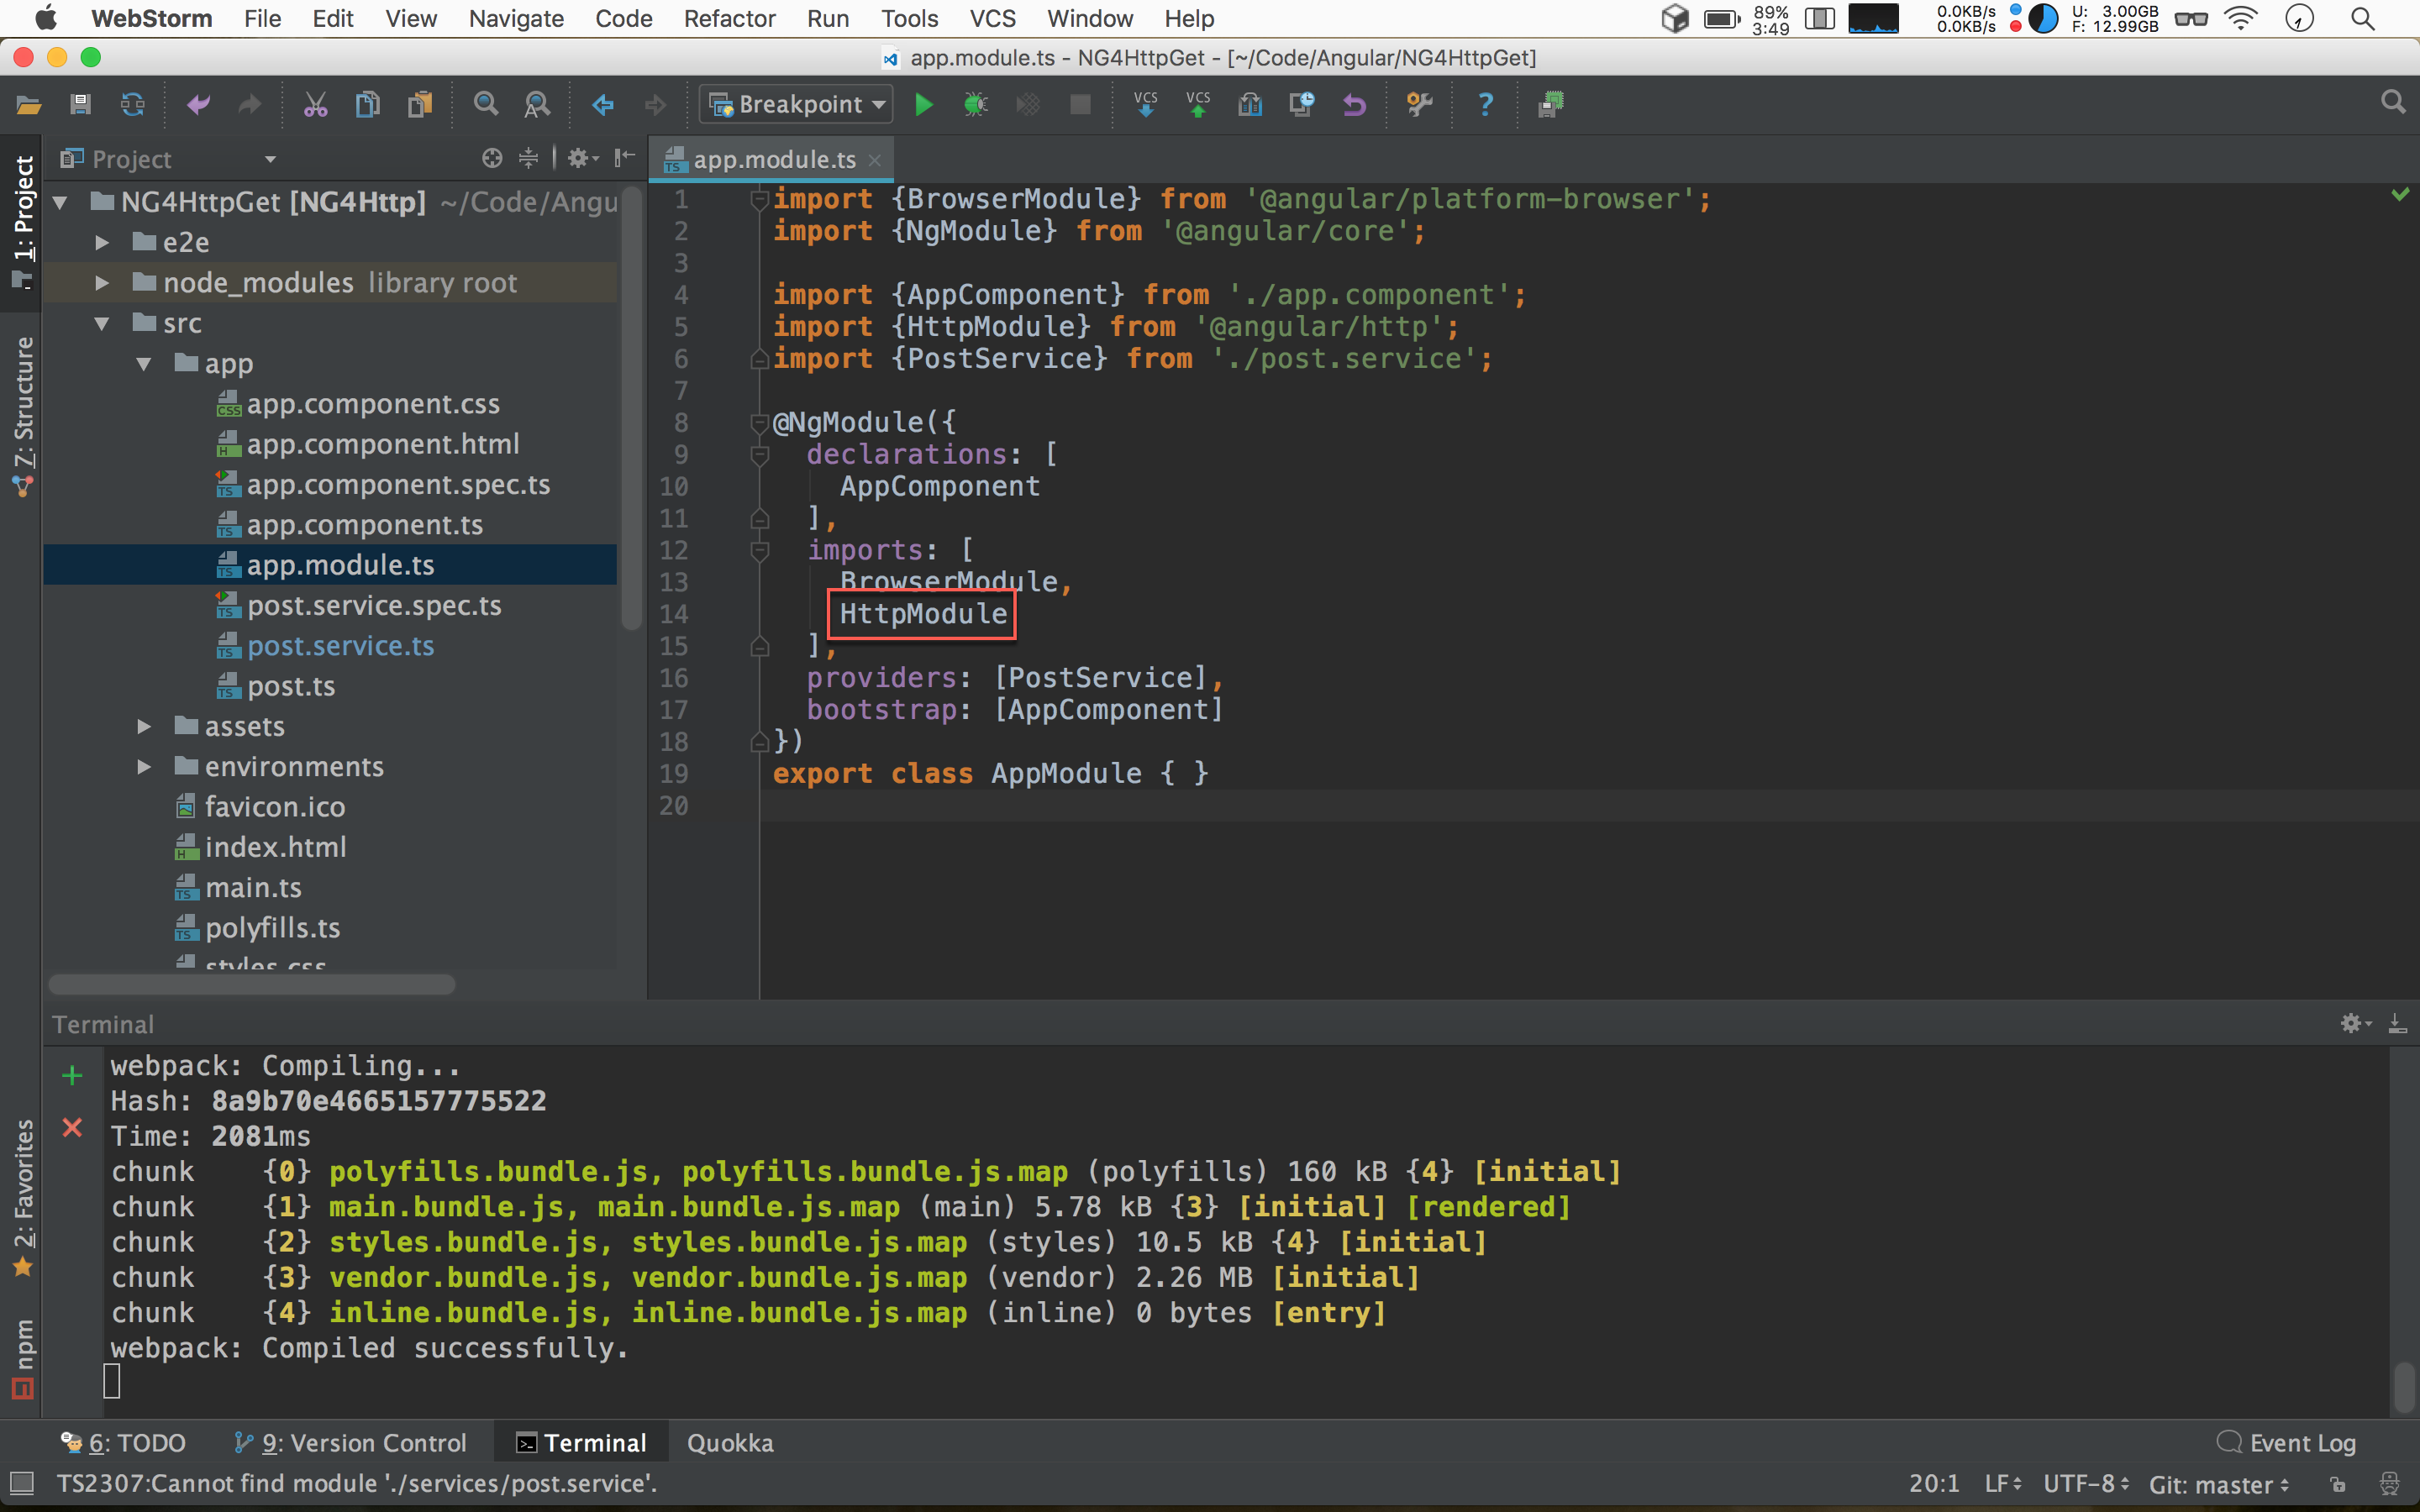 WebStorm File Edit View Navigate Code Refactor Run Tools VCS Window Help 89% 3:49 0.0KB/s 0.0KB/s U: 3.00GB F: 12.99GB
app.module.ts - NG4HttpGet - [~/Code/Angular/NG4HttpGet]
Breakpoint VCS VCS ?
1: Project
7: Structure
2: Favorites
npm
Project
NG4HttpGet [NG4Http] ~/Code/Angu
e2e
node_modules library root
src
app
app.component.css
app.component.html
app.component.spec.ts
app.component.ts
app.module.ts
post.service.spec.ts
post.service.ts
post.ts
assets
environments
favicon.ico
index.html
main.ts
polyfills.ts
styles.css
app.module.ts
1 import {BrowserModule} from '@angular/platform-browser';
2 import {NgModule} from '@angular/core';
3
4 import {AppComponent} from './app.component';
5 import {HttpModule} from '@angular/http';
6 import {PostService} from './post.service';
7
8 @NgModule({
9 declarations: [
10 AppComponent
11 ],
12 imports: [
13 BrowserModule,
14 HttpModule
15 ],
16 providers: [PostService],
17 bootstrap: [AppComponent]
18 })
19 export class AppModule { }
20
Terminal
webpack: Compiling...
Hash: 8a9b70e4665157775522
Time: 2081ms
chunk {0} polyfills.bundle.js, polyfills.bundle.js.map (polyfills) 160 kB {4} [initial]
chunk {1} main.bundle.js, main.bundle.js.map (main) 5.78 kB {3} [initial] [rendered]
chunk {2} styles.bundle.js, styles.bundle.js.map (styles) 10.5 kB {4} [initial]
chunk {3} vendor.bundle.js, vendor.bundle.js.map (vendor) 2.26 MB [initial]
chunk {4} inline.bundle.js, inline.bundle.js.map (inline) 0 bytes [entry]
webpack: Compiled successfully.
6: TODO 9: Version Control Terminal Quokka Event Log
TS2307:Cannot find module './services/post.service'. 20:1 LF UTF-8 Git: master